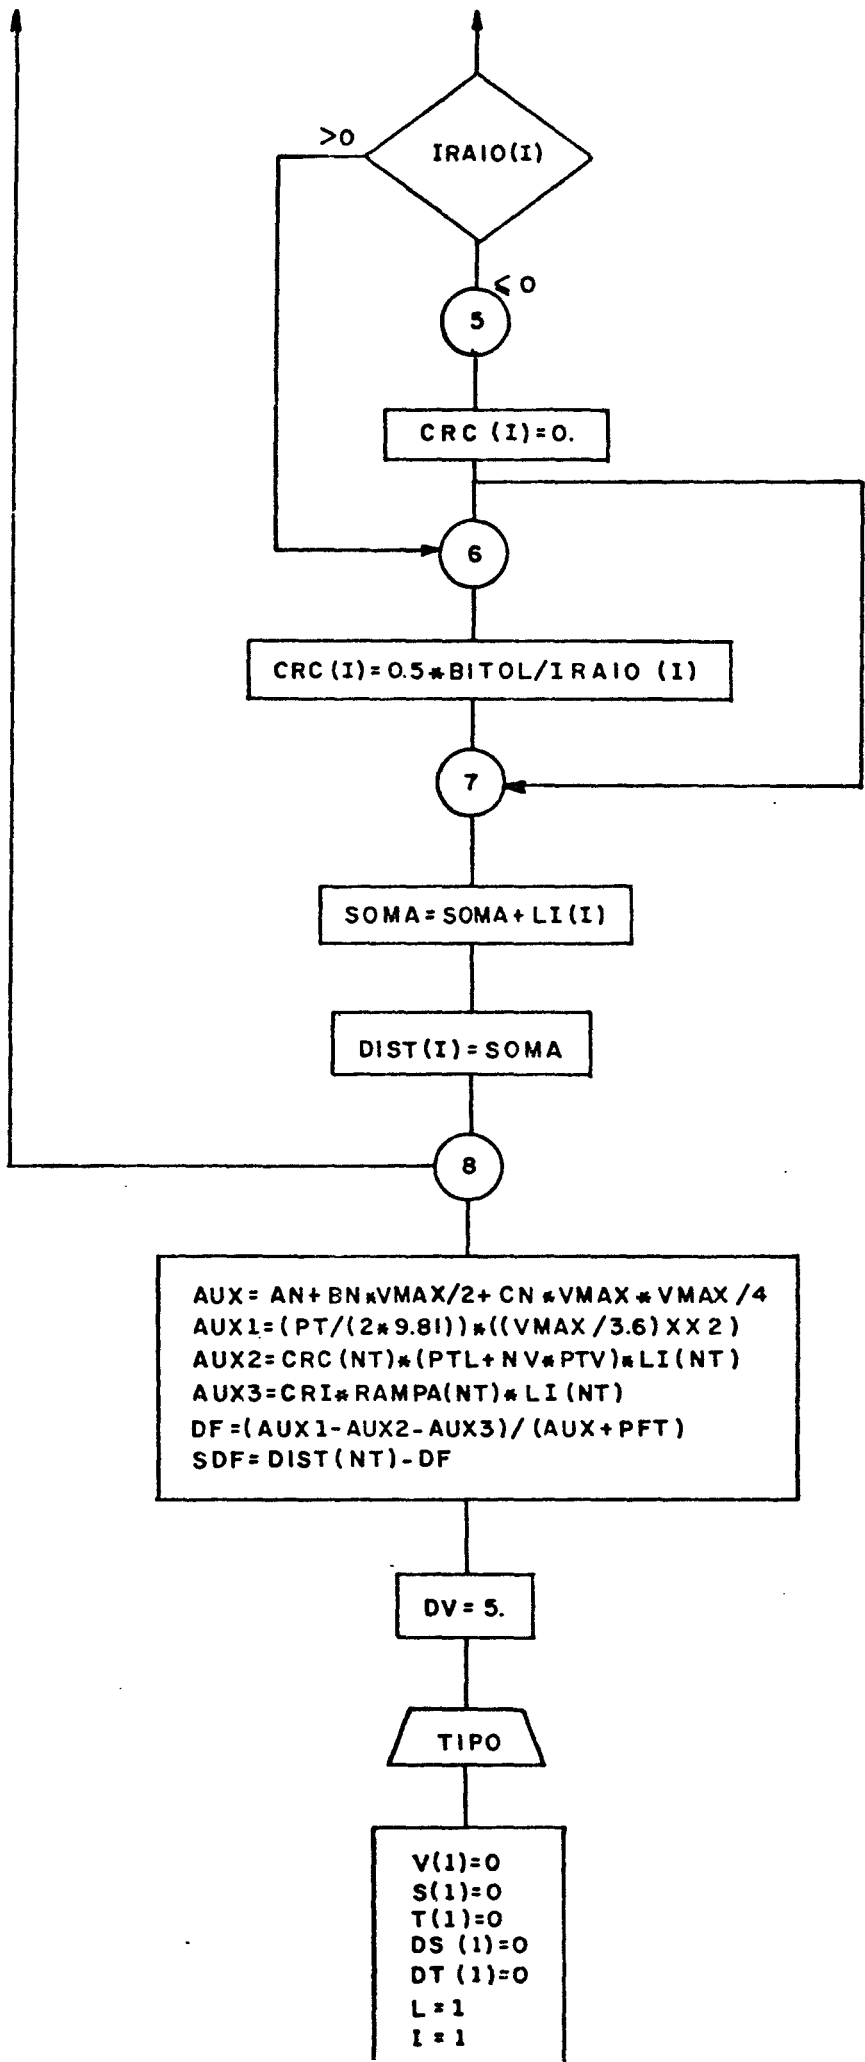 IRAIO(I)
>0
≤ 0
5
CRC (I)=0.
6
CRC(I)=0.5*BITOL/IRAIO (I)
7
SOMA=SOMA+LI(I)
DIST(I)=SOMA
8
AUX= AN+BN*VMAX/2+CN*VMAX*VMAX/4
AUX1=(PT/(2*9.81))*((VMAX/3.6)XX2)
AUX2=CRC(NT)*(PTL+NV*PTV)*LI(NT)
AUX3=CRI*RAMPA(NT)*LI(NT)
DF=(AUX1-AUX2-AUX3)/(AUX+PFT)
SDF=DIST(NT)-DF
DV=5.
TIPO
V(1)=0
S(1)=0
T(1)=0
DS (1)=0
DT (1)=0
L=1
I=1